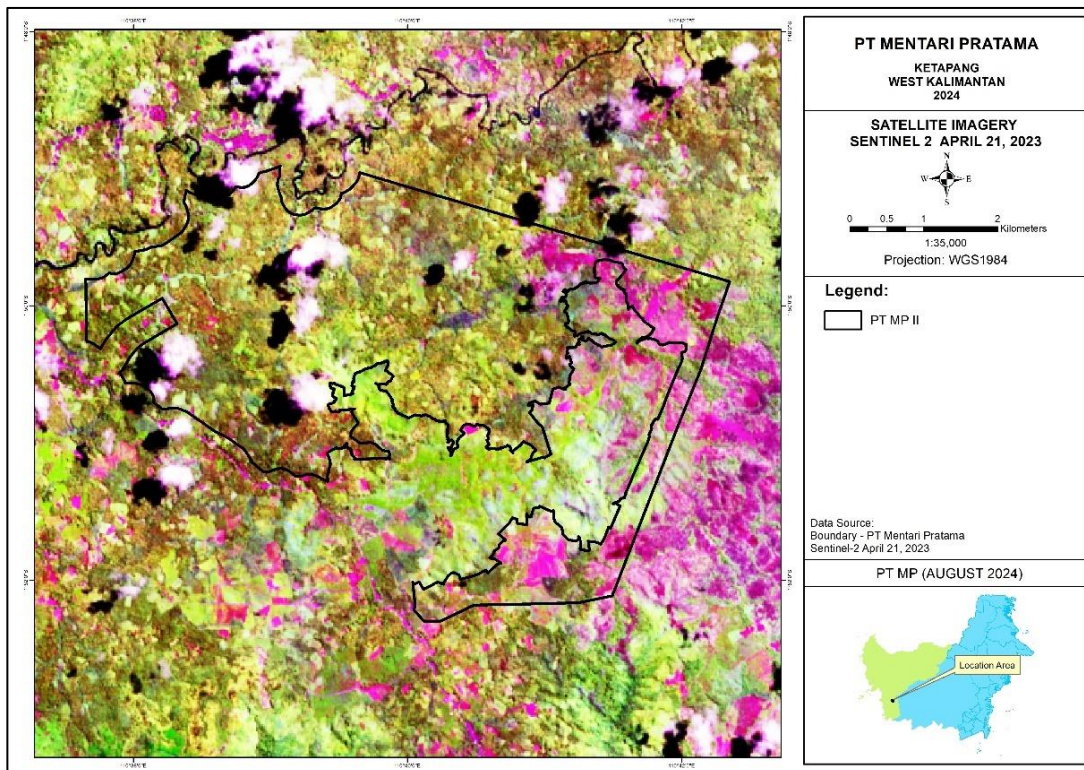 PT MENTARI PRATAMA
KETAPANG
WEST KALIMANTAN
2024
SATELLITE IMAGERY
SENTINEL 2 APRIL 21, 2023
N
W
E
S
0 0.5 1 2
Kilometers
1:35,000
Projection: WGS1984
Legend:
PT MP II
Data Source:
Boundary - PT Mentari Pratama
Sentinel-2 April 21, 2023
PT MP (AUGUST 2024)
Location Area